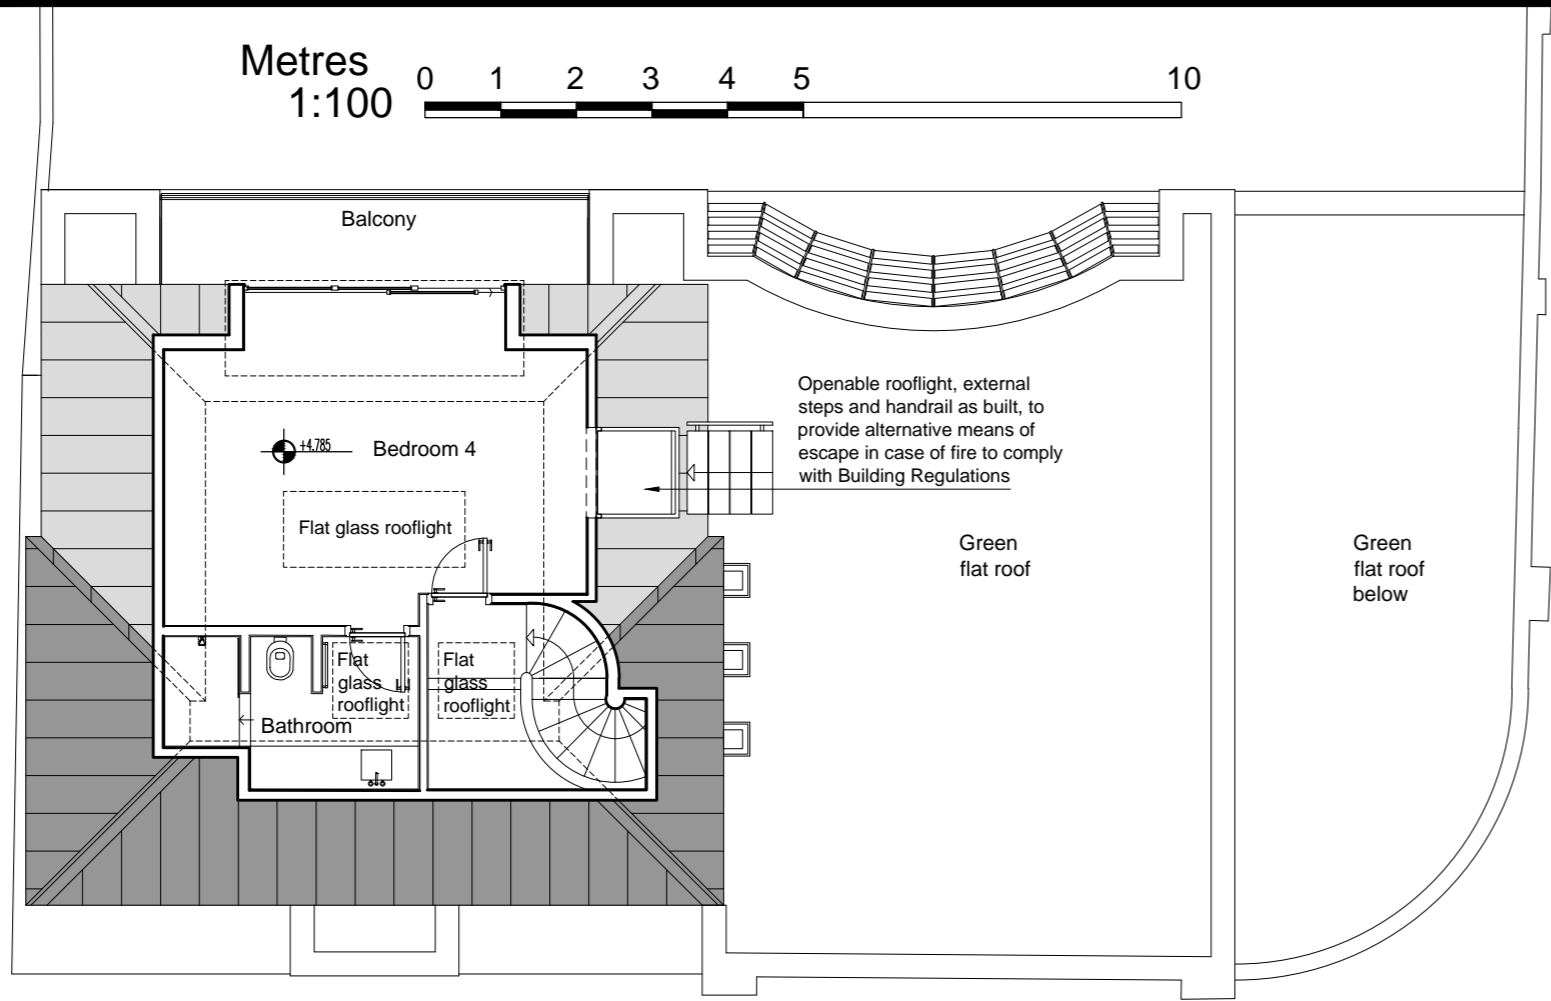 Metres
1:100
0 1 2 3 4 5 10
Balcony
Openable rooflight, external
steps and handrail as built, to
provide alternative means of
escape in case of fire to comply
with Building Regulations
+4.785
Bedroom 4
Flat glass rooflight
Green
flat roof
Green
flat roof
below
Flat
glass
rooflight
Flat
glass
rooflight
Bathroom